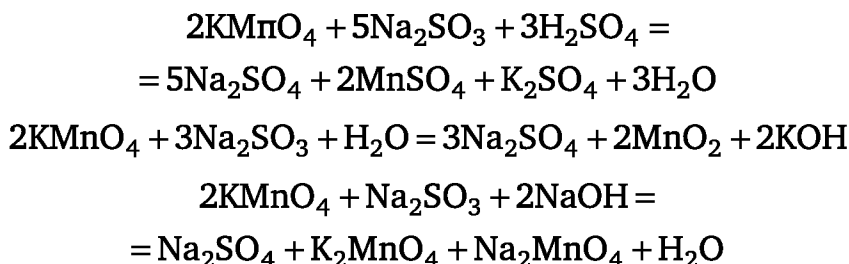 2KMпO₄ + 5Na₂SO₃ + 3H₂SO₄ =
= 5Na₂SO₄ + 2MnSO₄ + K₂SO₄ + 3H₂O
2KMnO₄ + 3Na₂SO₃ + H₂O = 3Na₂SO₄ + 2MnO₂ + 2KOH
2KMnO₄ + Na₂SO₃ + 2NaOH =
= Na₂SO₄ + K₂MnO₄ + Na₂MnO₄ + H₂O